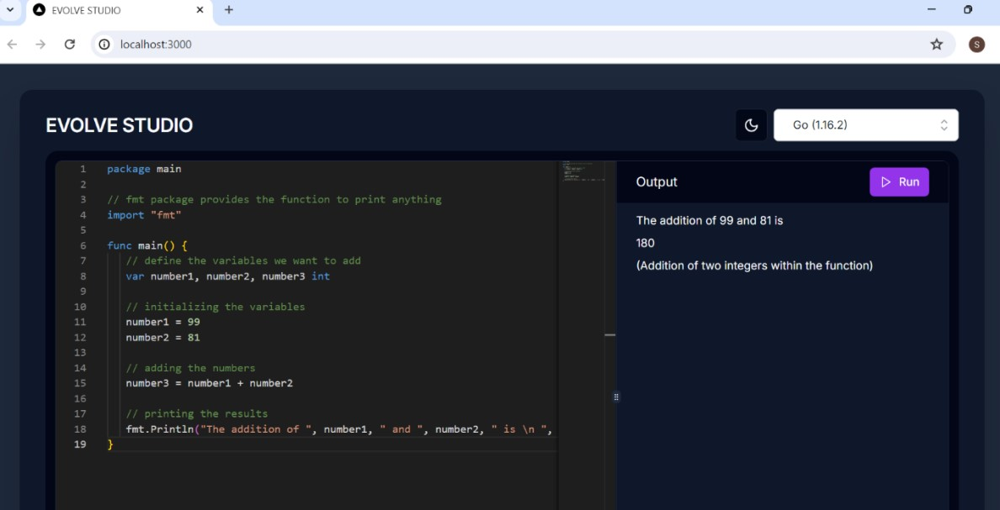 EVOLVE STUDIO
localhost:3000
S
EVOLVE STUDIO
Go (1.16.2)
1 package main
2
3 // fmt package provides the function to print anything
4 import "fmt"
5
6 func main() {
7 // define the variables we want to add
8 var number1, number2, number3 int
9
10 // initializing the variables
11 number1 = 99
12 number2 = 81
13
14 // adding the numbers
15 number3 = number1 + number2
16
17 // printing the results
18 fmt.Println("The addition of ", number1, " and ", number2, " is \n ",
19 }
Output
Run
The addition of 99 and 81 is
180
(Addition of two integers within the function)